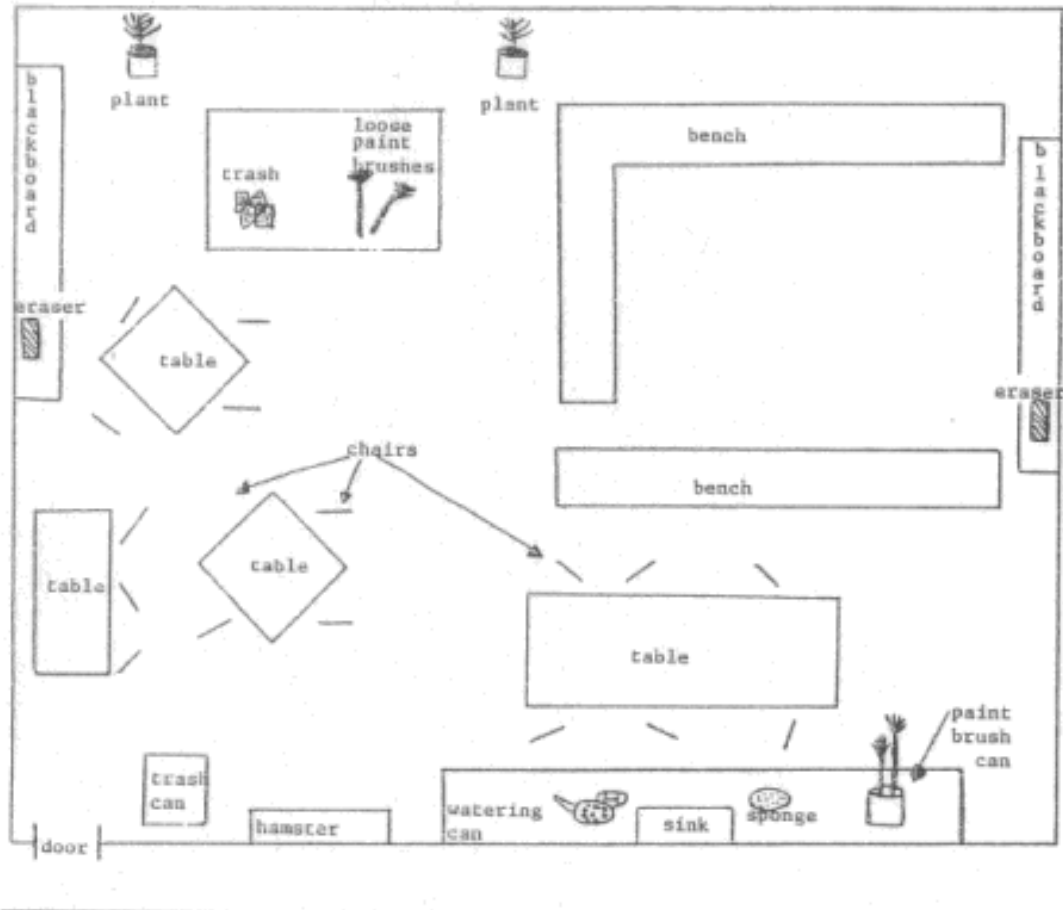 plant
plant
blackboard
loose
paint
brushes
trash
bench
blackboard
eraser
table
eraser
chairs
bench
table
table
table
paint
brush
can
trash
can
hamster
watering
can
sink
sponge
door